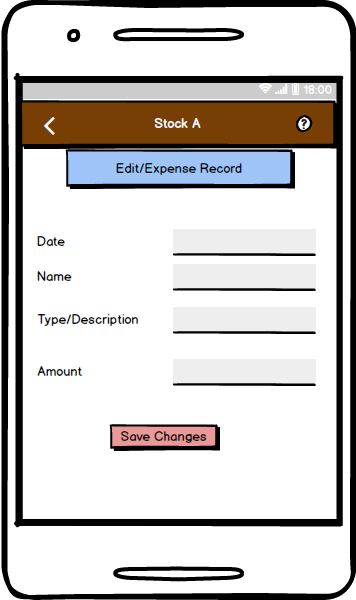 18:00
Stock A
?
Edit/Expense Record
Date
Name
Type/Description
Amount
Save Changes